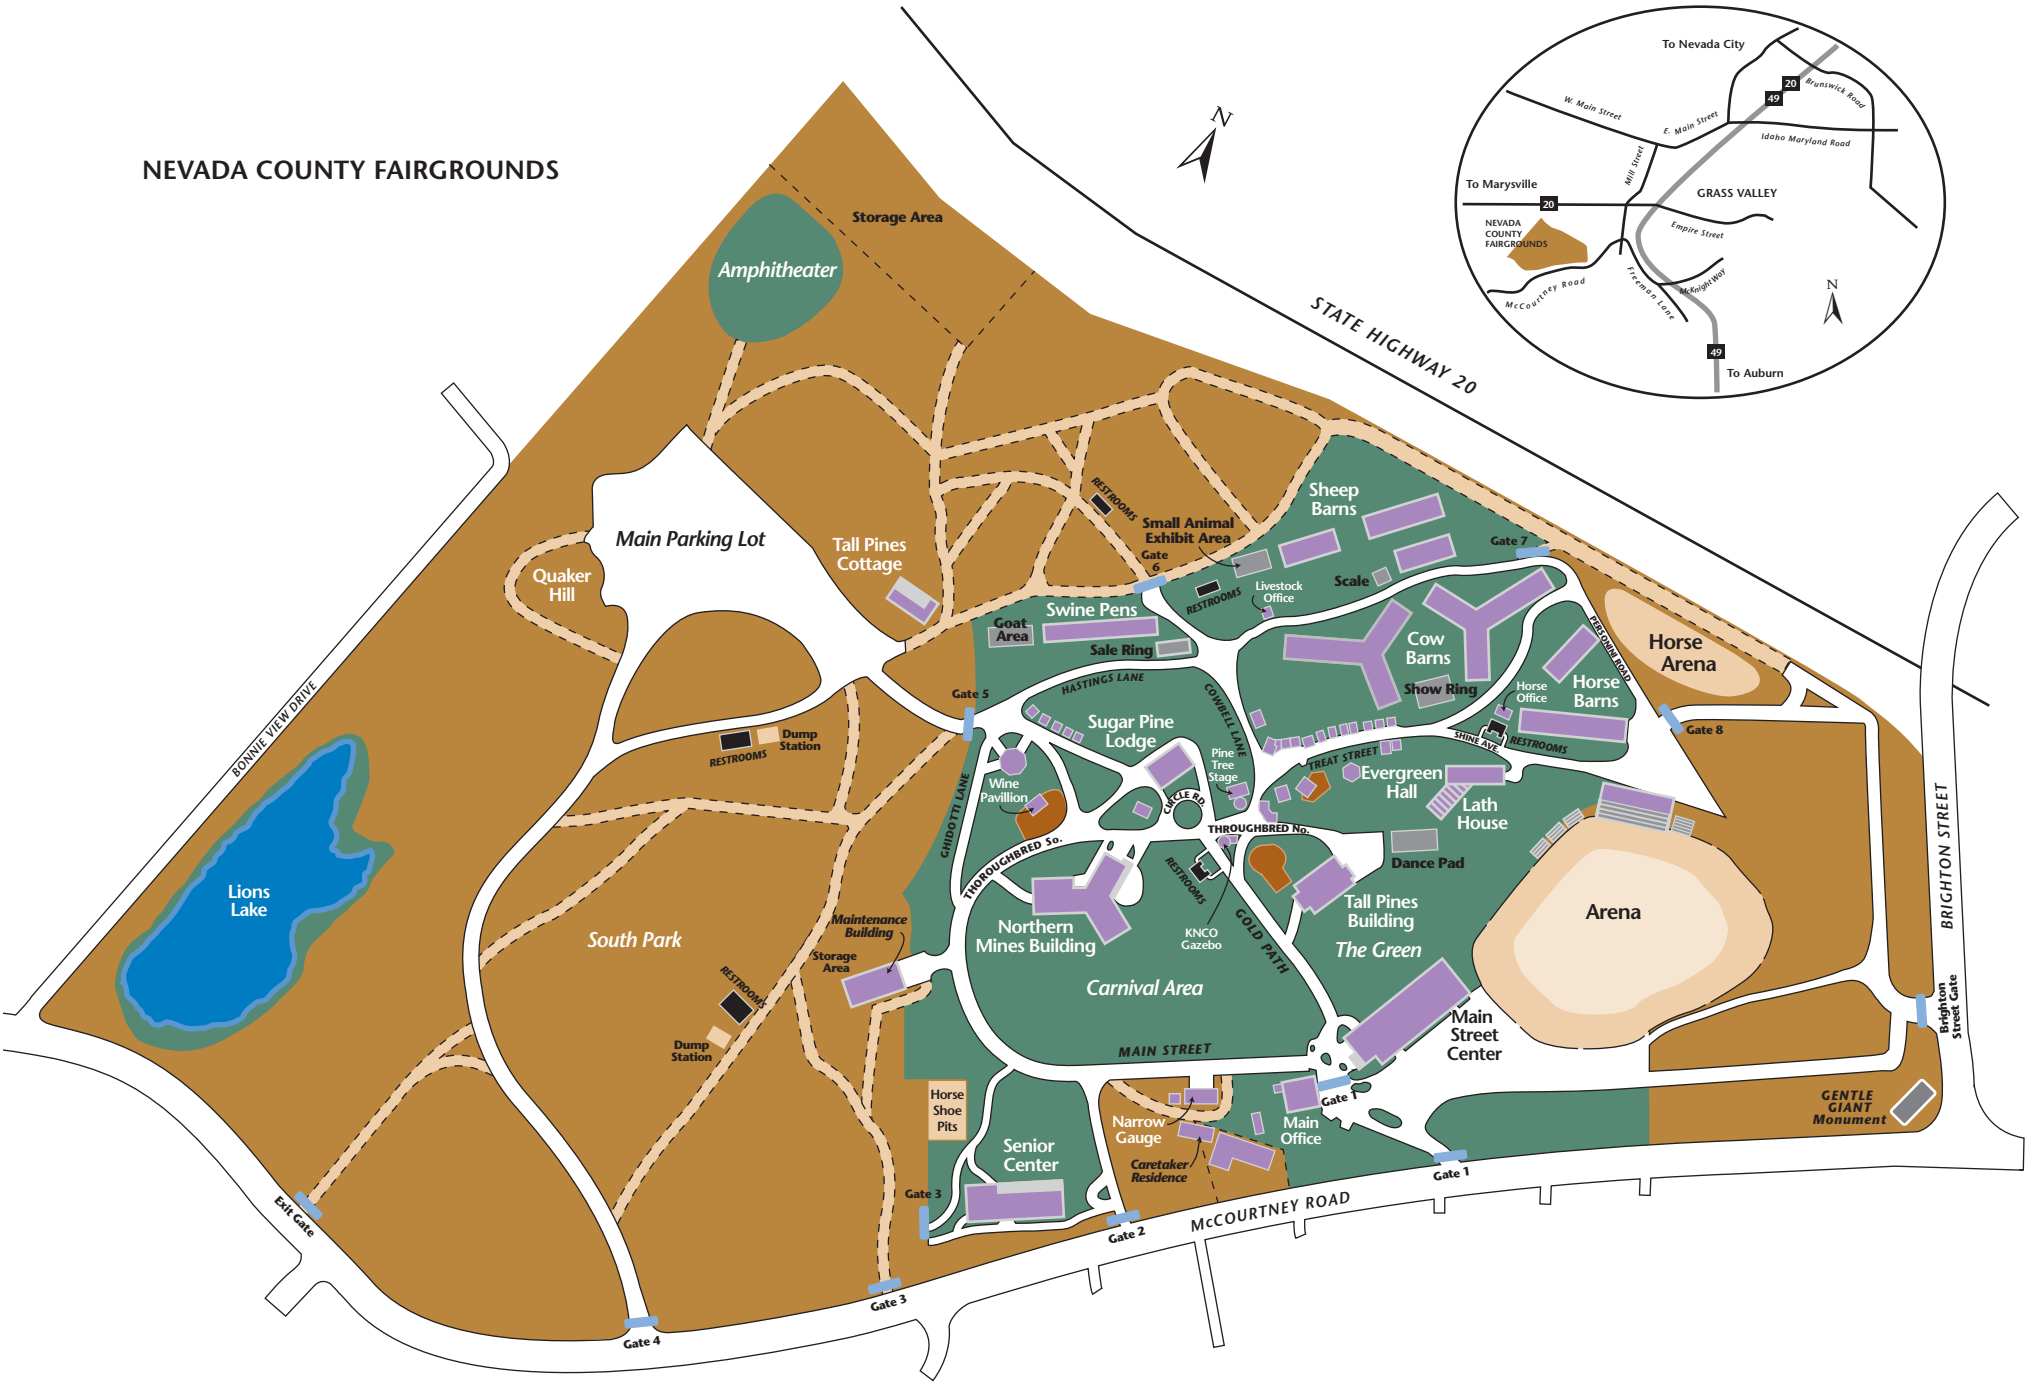 NEVADA COUNTY FAIRGROUNDS
N
To Nevada City
20
49
Brunswick Road
W. Main Street
E. Main Street
Idaho Maryland Road
Mill Street
To Marysville
20
GRASS VALLEY
NEVADA
COUNTY
FAIRGROUNDS
Empire Street
McCourtney Road
Freeman Lane
McKnight Way
N
49
To Auburn
STATE HIGHWAY 20
Storage Area
Amphitheater
Main Parking Lot
Quaker
Hill
Tall Pines
Cottage
RESTROOMS
Small Animal
Exhibit Area
Gate
6
Sheep
Barns
Gate 7
Scale
Livestock
Office
RESTROOMS
Swine Pens
Goat
Area
Sale Ring
Cow
Barns
Show Ring
PERSONINI ROAD
Horse
Arena
Horse
Barns
Horse
Office
RESTROOMS
SHINE AVE.
Gate 8
Gate 5
HASTINGS LANE
COWBELL LANE
Sugar Pine
Lodge
Pine
Tree
Stage
TREAT STREET
Evergreen
Hall
Lath
House
Wine
Pavillion
CIRCLE RD.
THROUGHBRED No.
Dance Pad
GHIDOTTI LANE
THOROUGHBRED So.
RESTROOMS
KNCO
Gazebo
GOLD PATH
Tall Pines
Building
The Green
Northern
Mines Building
Carnival Area
Arena
BRIGHTON STREET
Brighton
Street Gate
BONNIE VIEW DRIVE
Dump
Station
RESTROOMS
Lions
Lake
South Park
Maintenance
Building
Storage
Area
RESTROOMS
Dump
Station
MAIN STREET
Main
Street
Center
Gate 1
Horse
Shoe
Pits
Narrow
Gauge
Main
Office
Caretaker
Residence
Senior
Center
GENTLE
GIANT
Monument
Gate 1
Gate 3
Gate 2
McCOURTNEY ROAD
Exit Gate
Gate 3
Gate 4